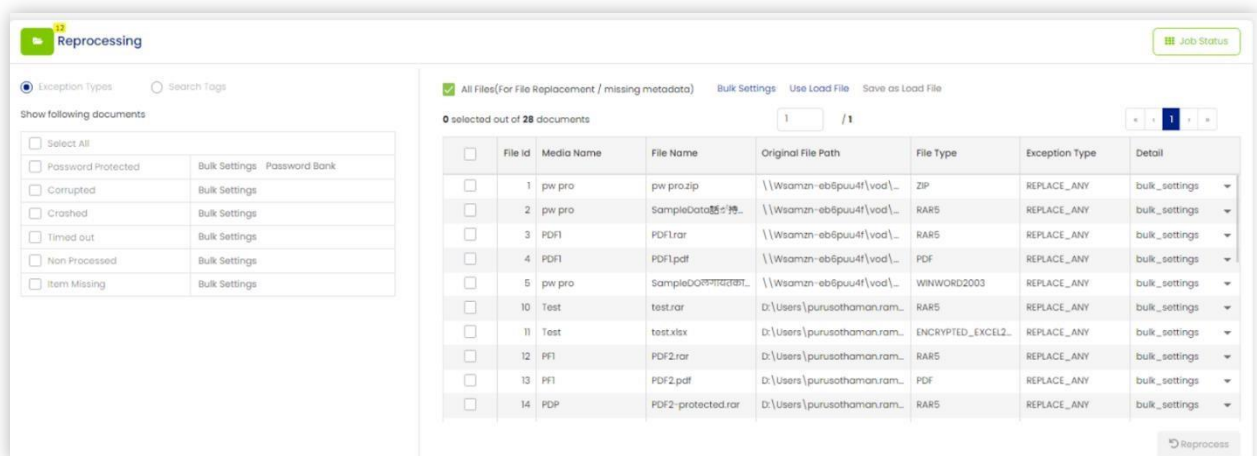 12
Reprocessing
Job Status
Exception Types Search Tags
Show following documents
Select All
Password Protected Bulk Settings Password Bank
Corrupted Bulk Settings
Crashed Bulk Settings
Timed out Bulk Settings
Non Processed Bulk Settings
Item Missing Bulk Settings
All Files(For File Replacement / missing metadata) Bulk Settings Use Load File Save as Load File
0 selected out of 28 documents 1 / 1 « ‹ 1 › »
File Id Media Name File Name Original File Path File Type Exception Type Detail
1 pw pro pw pro.zip \\Wsamzn-eb6puu4f\vod\... ZIP REPLACE_ANY bulk_settings
2 pw pro SampleData RAR5 \\Wsamzn-eb6puu4f\vod\... REPLACE_ANY bulk_settings
3 PDF1 PDF1.rar \\Wsamzn-eb6puu4f\vod\... RAR5 REPLACE_ANY bulk_settings
4 PDF1 PDF1.pdf \\Wsamzn-eb6puu4f\vod\... PDF REPLACE_ANY bulk_settings
5 pw pro \\Wsamzn-eb6puu4f\vod\... WINWORD2003 REPLACE_ANY bulk_settings
10 Test test.rar D:\Users\purusothaman.ram... RAR5 REPLACE_ANY bulk_settings
11 Test test.xlsx D:\Users\purusothaman.ram... ENCRYPTED_EXCEL2... REPLACE_ANY bulk_settings
12 PF1 PDF2.rar D:\Users\purusothaman.ram... RAR5 REPLACE_ANY bulk_settings
13 PF1 PDF2.pdf D:\Users\purusothaman.ram... PDF REPLACE_ANY bulk_settings
14 PDP PDF2-protected.rar D:\Users\purusothaman.ram... RAR5 REPLACE_ANY bulk_settings
Reprocess